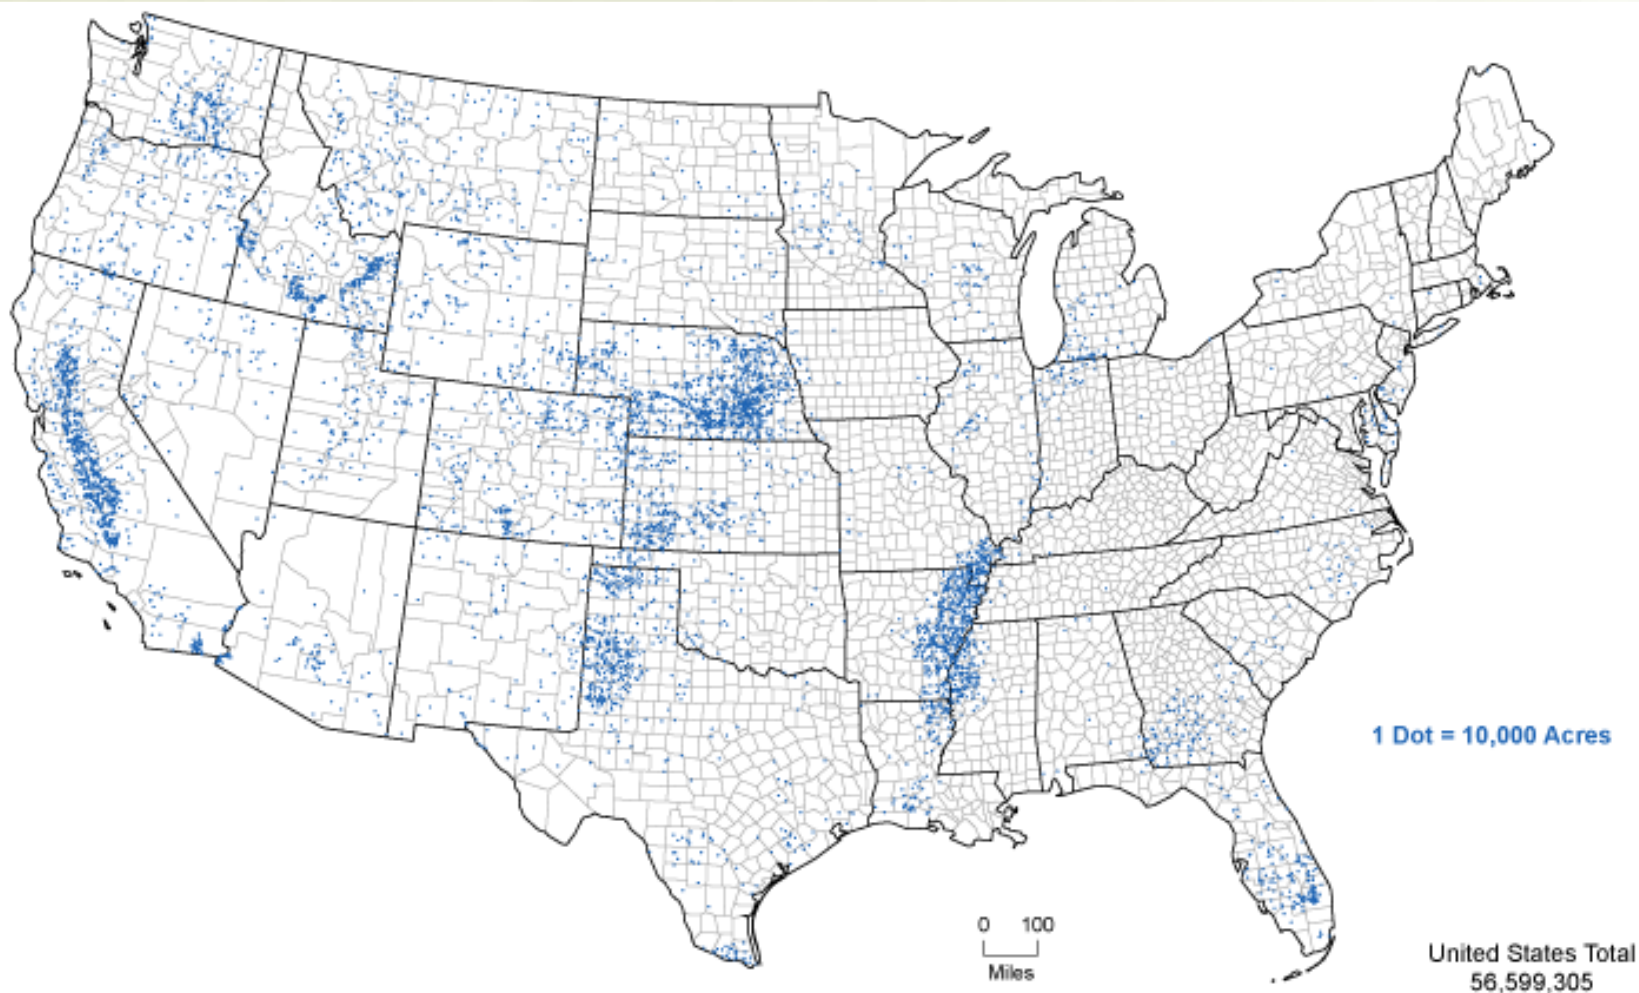 1 Dot = 10,000 Acres
0 100
Miles
United States Total
56,599,305